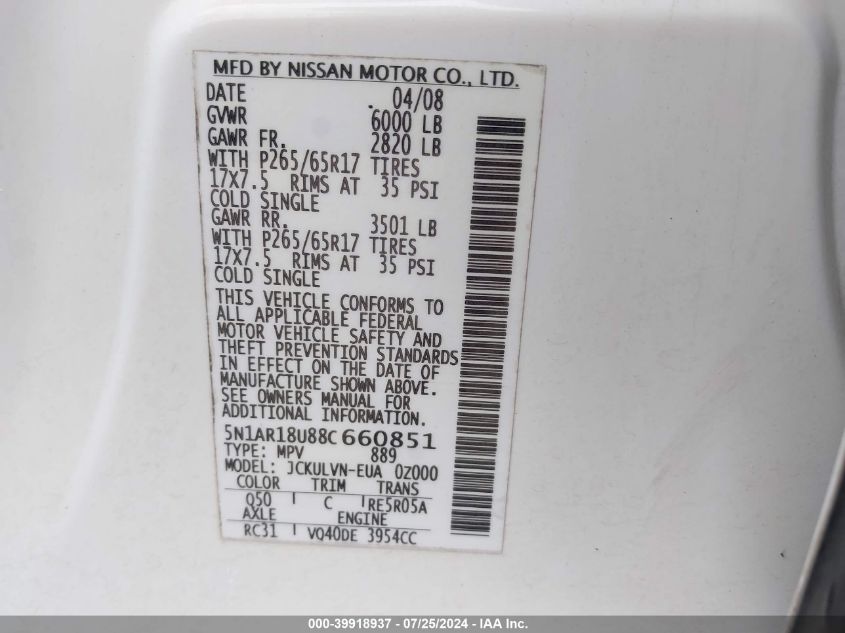 MFD BY NISSAN MOTOR CO., LTD.
DATE 04/08
GVWR 6000 LB
GAWR FR. 2820 LB
WITH P265/65R17 TIRES
17X7.5 RIMS AT 35 PSI
COLD SINGLE
GAWR RR. 3501 LB
WITH P265/65R17 TIRES
17X7.5 RIMS AT 35 PSI
COLD SINGLE
THIS VEHICLE CONFORMS TO
ALL APPLICABLE FEDERAL
MOTOR VEHICLE SAFETY AND
THEFT PREVENTION STANDARDS
IN EFFECT ON THE DATE OF
MANUFACTURE SHOWN ABOVE.
SEE OWNERS MANUAL FOR
ADDITIONAL INFORMATION.
5N1AR18U88C660851
TYPE: MPV 889
MODEL: JCKULVN-EUA 0Z000
COLOR TRIM TRANS
Q50 C RE5R05A
AXLE ENGINE
RC31 VQ40DE 3954CC
000-39918937 - 07/25/2024 - IAA Inc.